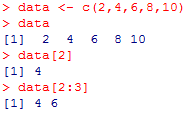 > data <- c(2,4,6,8,10)
> data
[1]  2  4  6  8 10
> data[2]
[1] 4
> data[2:3]
[1] 4 6